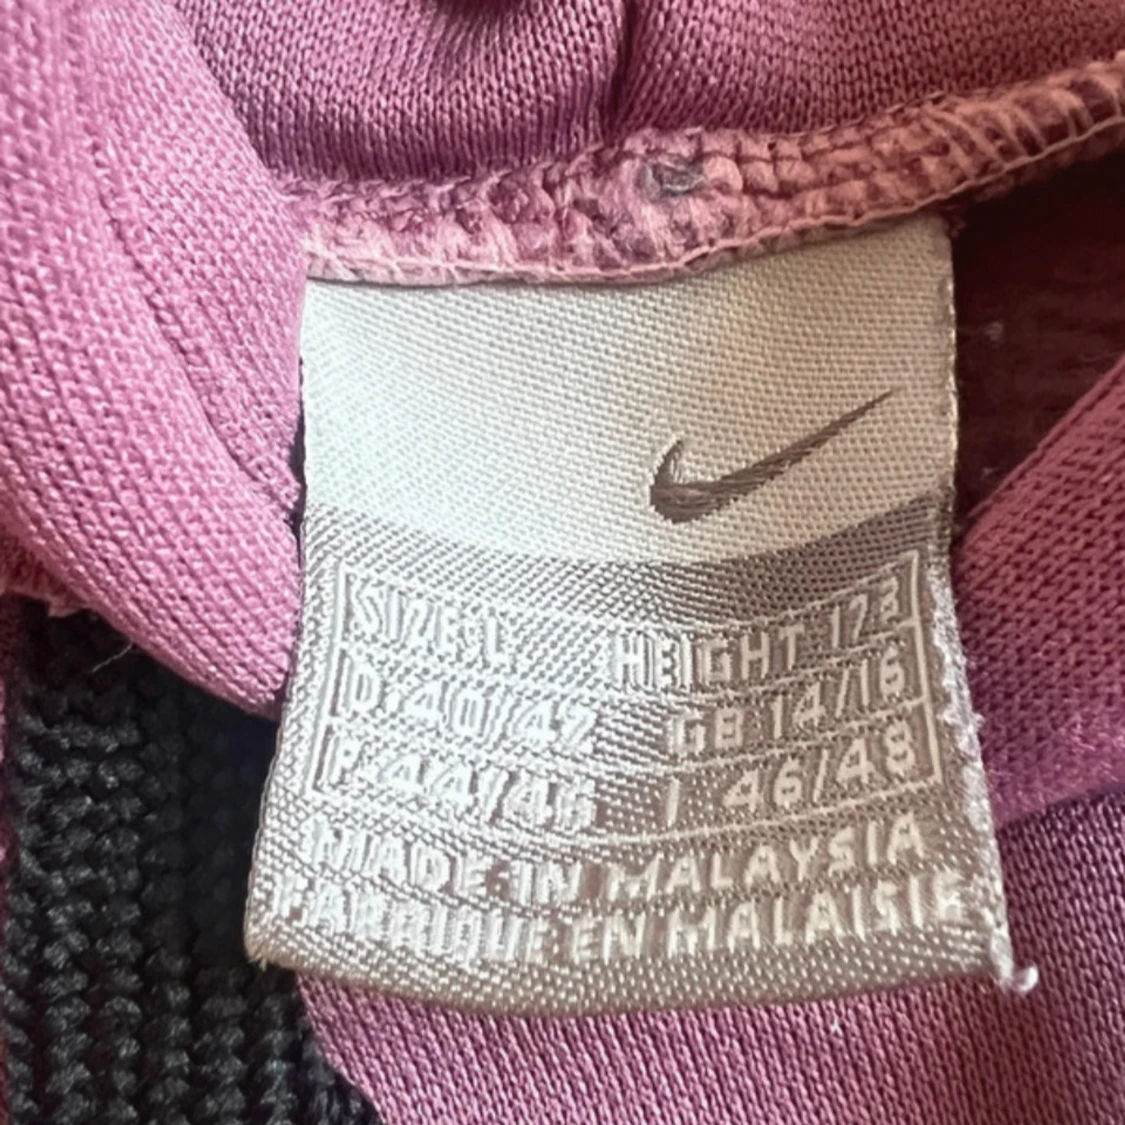 SIZE: L HEIGHT: 173
D: 40/42 GB 14/16
F: 44/46 I 46/48
MADE IN MALAYSIA
FABRIQUE EN MALAISIE